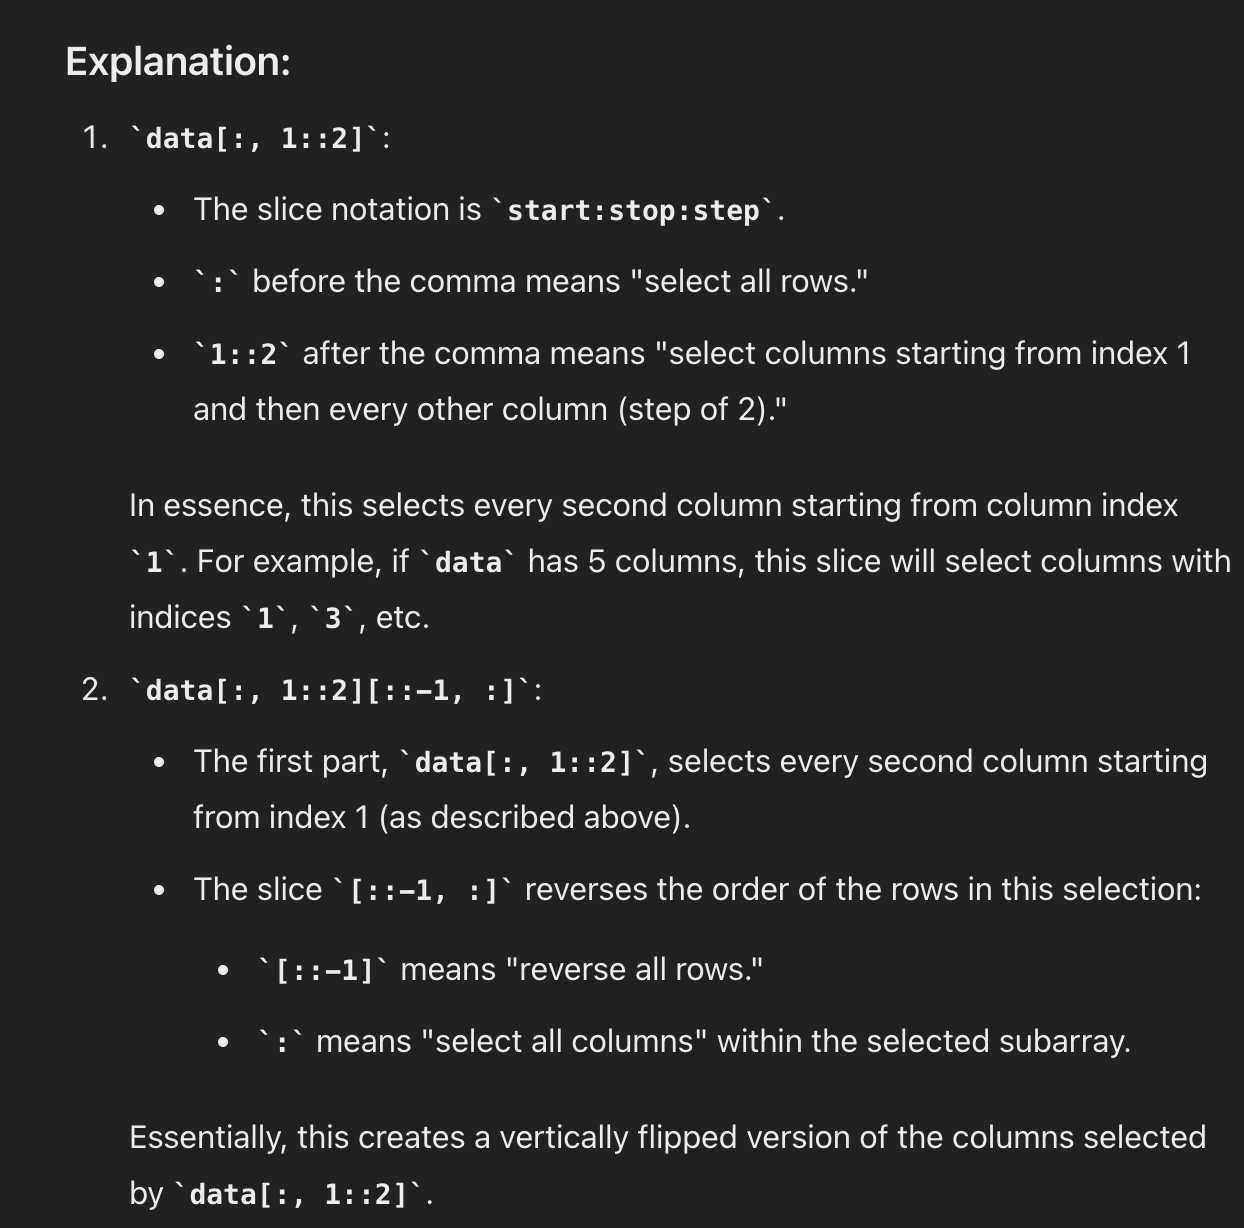 Explanation:
1. `data[:, 1::2]`:
• The slice notation is `start:stop:step`.
• `:` before the comma means "select all rows."
• `1::2` after the comma means "select columns starting from index 1
and then every other column (step of 2)."
In essence, this selects every second column starting from column index
`1`. For example, if `data` has 5 columns, this slice will select columns with
indices `1`, `3`, etc.
2. `data[:, 1::2][::-1, :]`:
• The first part, `data[:, 1::2]`, selects every second column starting
from index 1 (as described above).
• The slice `[::-1, :]` reverses the order of the rows in this selection:
• `[::-1]` means "reverse all rows."
• `:` means "select all columns" within the selected subarray.
Essentially, this creates a vertically flipped version of the columns selected
by `data[:, 1::2]`.